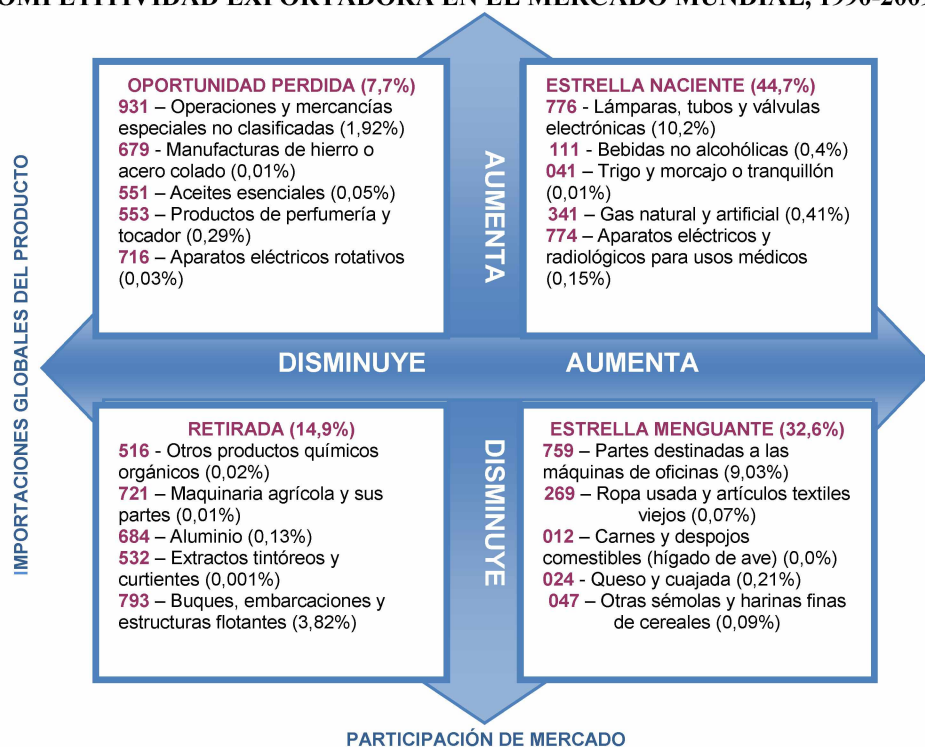 OMPETITIVIDAD EXPORTADORA EN EL MERCADO MUNDIAL, 1990-200
OPORTUNIDAD PERDIDA (7,7%)
931 – Operaciones y mercancías
especiales no clasificadas (1,92%)
679 - Manufacturas de hierro o
acero colado (0,01%)
551 – Aceites esenciales (0,05%)
553 – Productos de perfumería y
tocador (0,29%)
716 – Aparatos eléctricos rotativos
(0,03%)
ESTRELLA NACIENTE (44,7%)
776 - Lámparas, tubos y válvulas
electrónicas (10,2%)
111 - Bebidas no alcohólicas (0,4%)
041 – Trigo y morcajo o tranquillón
(0,01%)
341 – Gas natural y artificial (0,41%)
774 – Aparatos eléctricos y
radiológicos para usos médicos
(0,15%)
AUMENTA
IMPORTACIONES GLOBALES DEL PRODUCTO
DISMINUYE
AUMENTA
RETIRADA (14,9%)
516 - Otros productos químicos
orgánicos (0,02%)
721 – Maquinaria agrícola y sus
partes (0,01%)
684 – Aluminio (0,13%)
532 – Extractos tintóreos y
curtientes (0,001%)
793 – Buques, embarcaciones y
estructuras flotantes (3,82%)
DISMINUYE
ESTRELLA MENGUANTE (32,6%)
759 – Partes destinadas a las
máquinas de oficinas (9,03%)
269 – Ropa usada y artículos textiles
viejos (0,07%)
012 – Carnes y despojos
comestibles (hígado de ave) (0,0%)
024 - Queso y cuajada (0,21%)
047 – Otras sémolas y harinas finas
de cereales (0,09%)
PARTICIPACIÓN DE MERCADO